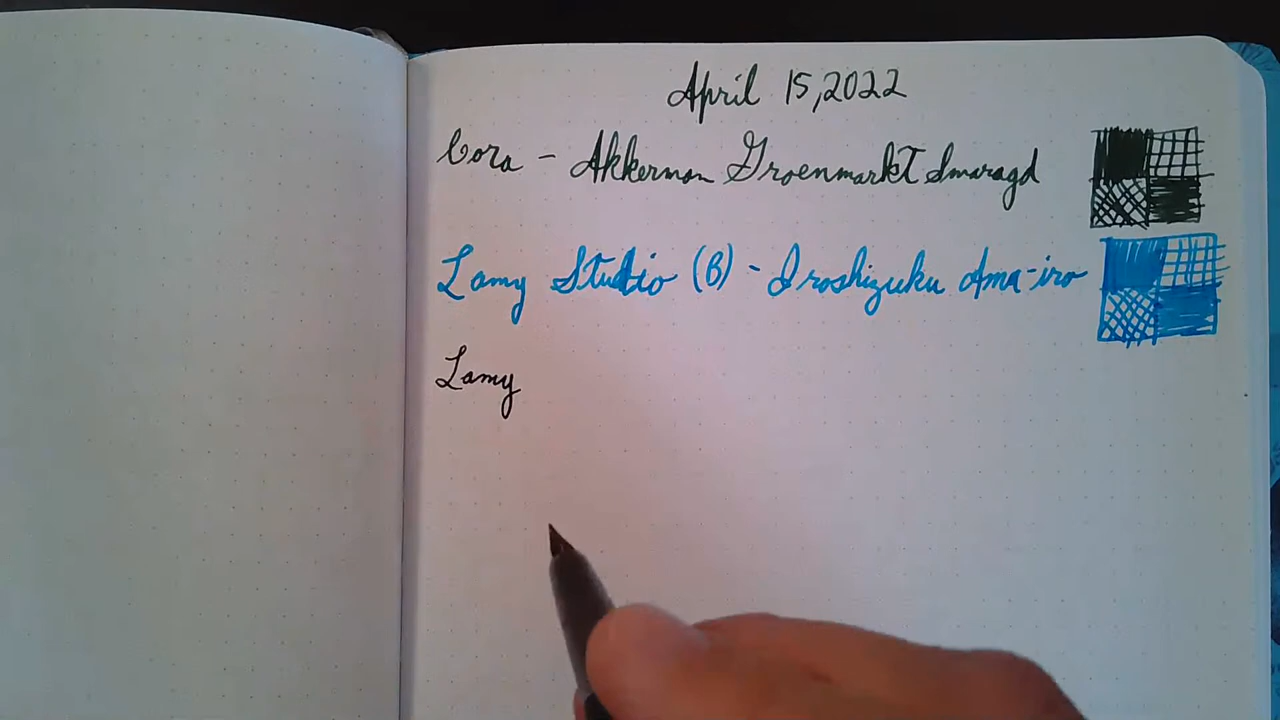 April 15, 2022
Cora - Akkerman Groenmarkt Smaragd
Lamy Studio (B) - Iroshizuku Ama-iro
Lamy